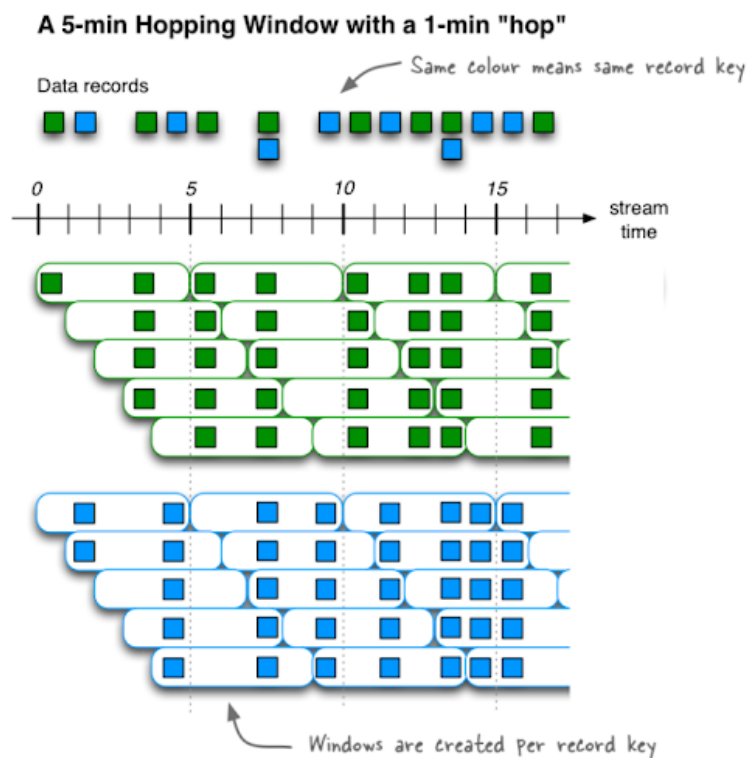 A 5-min Hopping Window with a 1-min "hop"
Same colour means same record key
Data records
0 5 10 15
stream
time
Windows are created per record key